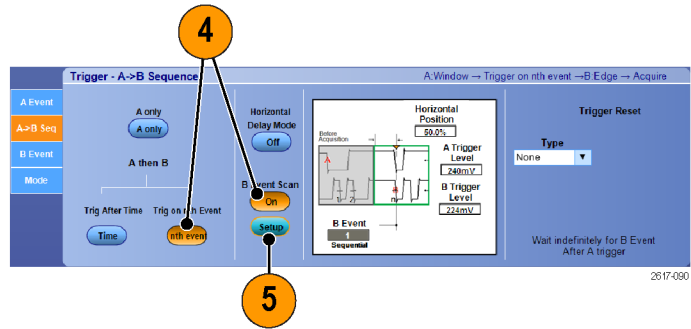 4
Trigger - A->B Sequence
A:Window → Trigger on nth event →B:Edge → Acquire
A Event
A->B Seq
B Event
Mode
A only
A only
A then B
Trig After Time
Trig on nth Event
Time
nth event
Horizontal
Delay Mode
Off
B Event Scan
On
Setup
Before
Acquisition
A
1
2
B
n
Horizontal
Position
50.0%
A Trigger
Level
240mV
B Trigger
Level
224mV
B Event
1
Sequential
Trigger Reset
Type
None
Wait indefinitely for B Event
After A trigger
2617-090
5